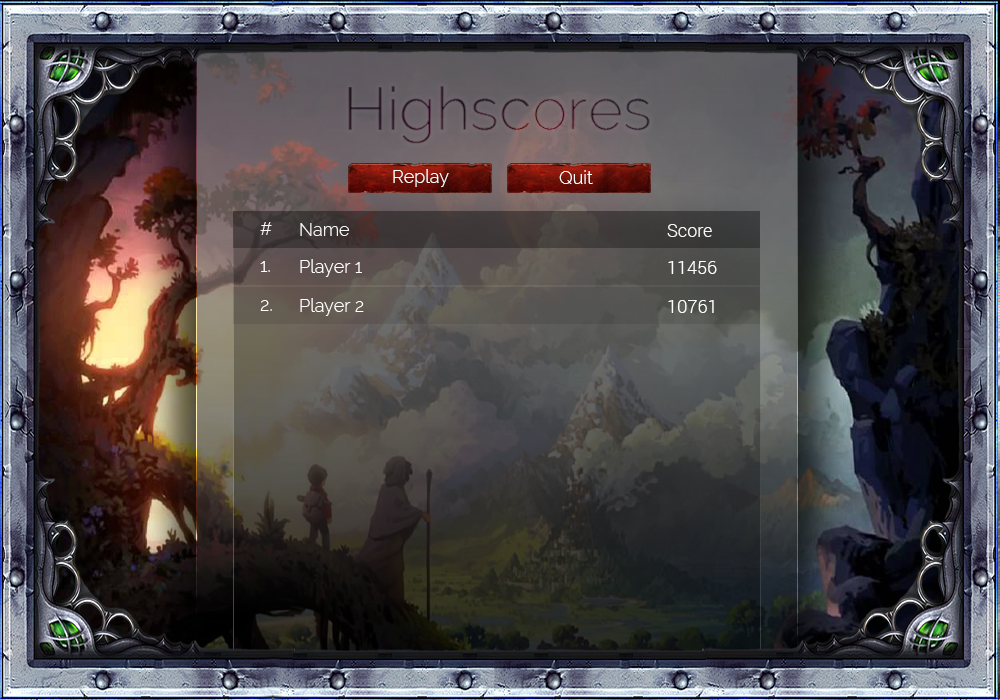 Highscores
Replay Quit
# Name Score
1. Player 1 11456
2. Player 2 10761